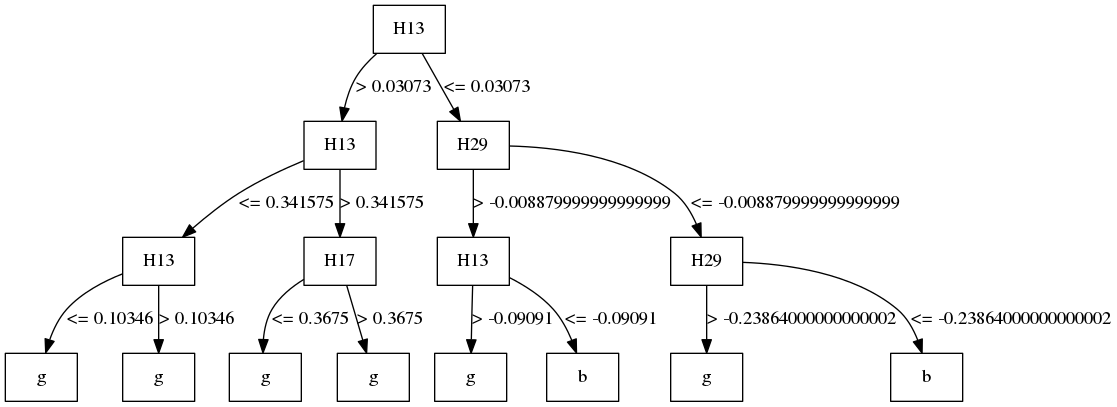 H13
> 0.03073 <= 0.03073
H13 H29
<= 0.341575 > 0.341575 > -0.008879999999999999 <= -0.008879999999999999
H13 H17 H13 H29
<= 0.10346 > 0.10346 <= 0.3675 > 0.3675 > -0.09091 <= -0.09091 > -0.23864000000000002 <= -0.23864000000000002
g g g g g b g b